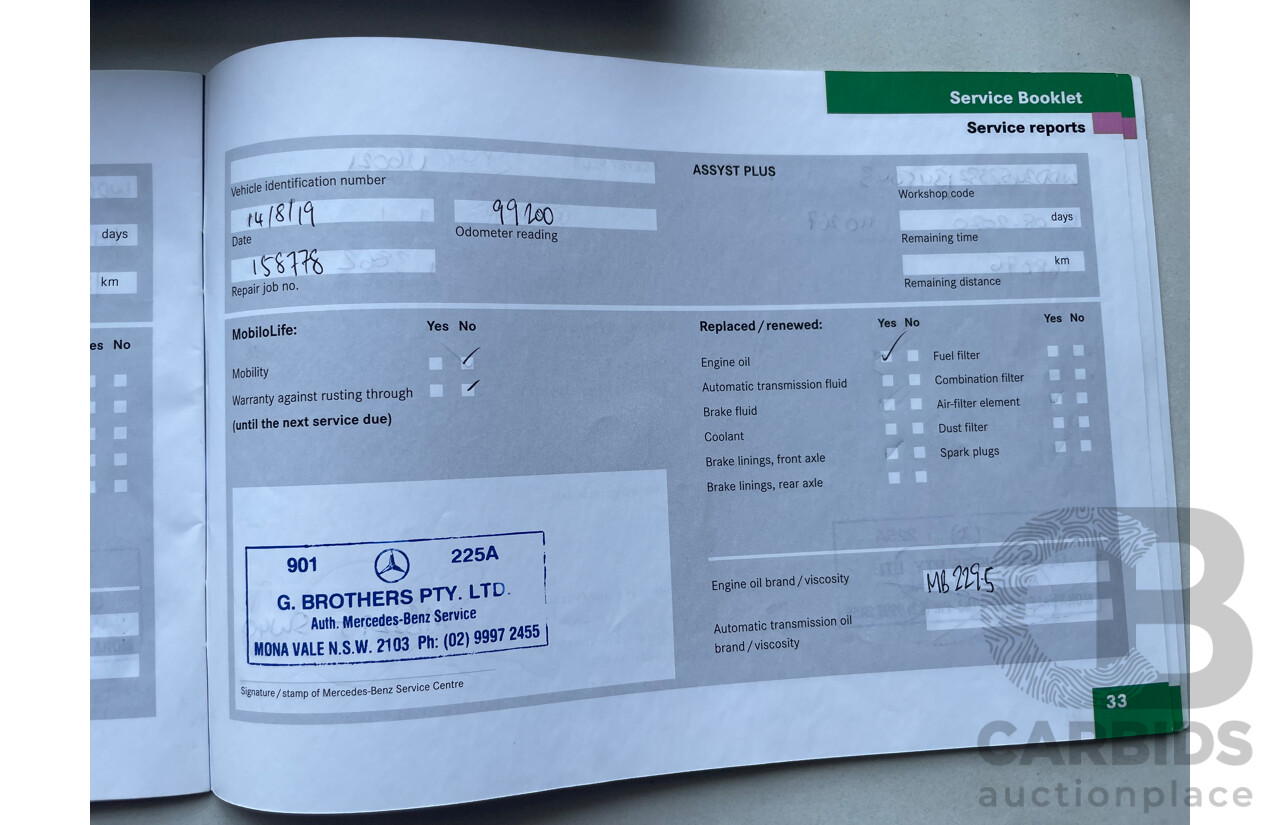 Service Booklet
Service reports
Vehicle identification number
14/8/19
Date
99200
Odometer reading
158778
Repair job no.
ASSYST PLUS
Workshop code
days
Remaining time
km
Remaining distance
days
km
es No
MobiloLife:
Yes No
Mobility
Warranty against rusting through
(until the next service due)
Replaced / renewed:
Yes No
Engine oil
Automatic transmission fluid
Brake fluid
Coolant
Brake linings, front axle
Brake linings, rear axle
Yes No
Fuel filter
Combination filter
Air-filter element
Dust filter
Spark plugs
901 225A
G. BROTHERS PTY. LTD.
Auth. Mercedes-Benz Service
MONA VALE N.S.W. 2103 Ph: (02) 9997 2455
Signature / stamp of Mercedes-Benz Service Centre
Engine oil brand / viscosity
MB 229.5
Automatic transmission oil
brand / viscosity
33
CARBIDS
auctionplace